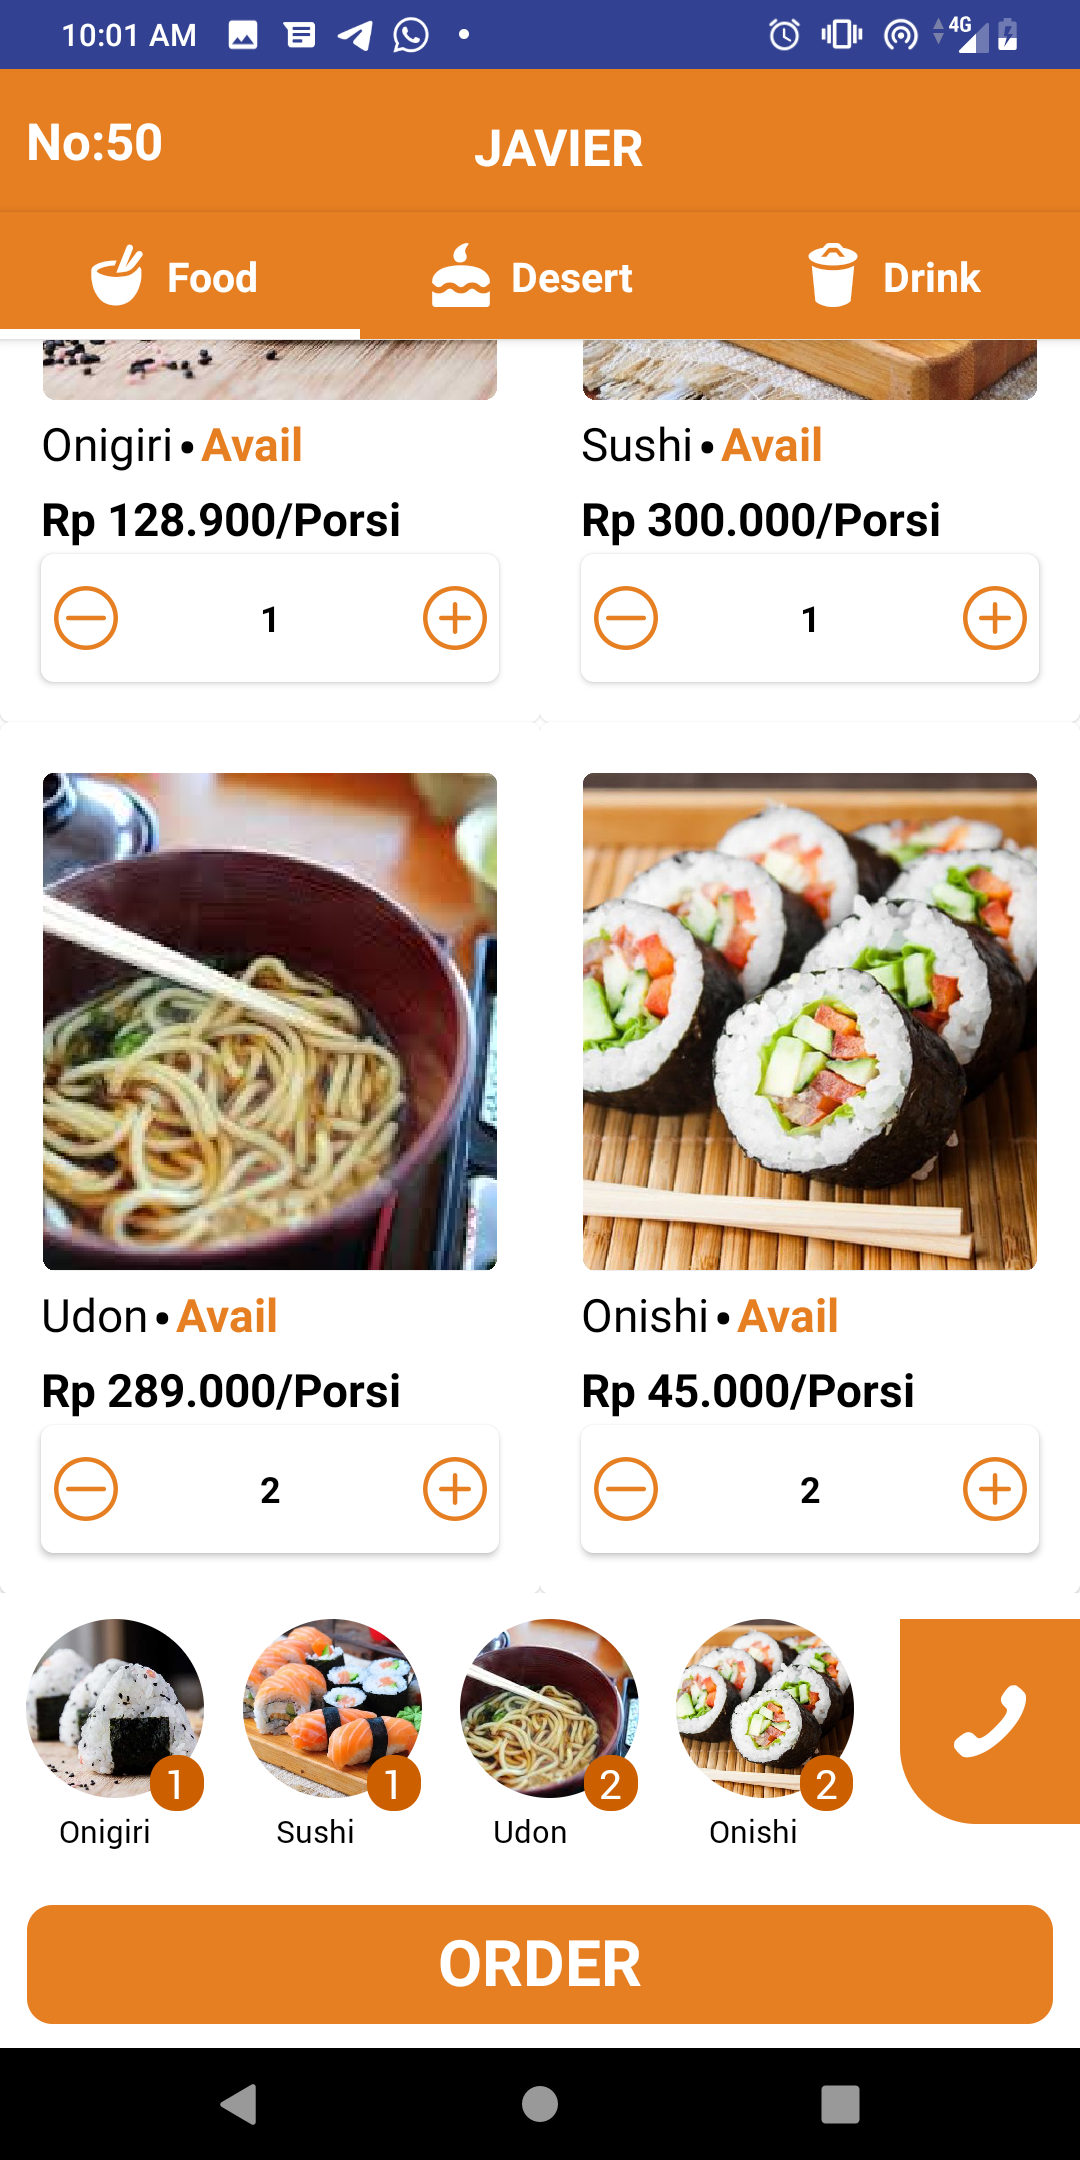 10:01 AM 4G
No:50 JAVIER
Food Desert Drink
Onigiri • Avail Sushi • Avail
Rp 128.900/Porsi Rp 300.000/Porsi
1 1
Udon • Avail Onishi • Avail
Rp 289.000/Porsi Rp 45.000/Porsi
2 2
1 1 2 2
Onigiri Sushi Udon Onishi
ORDER